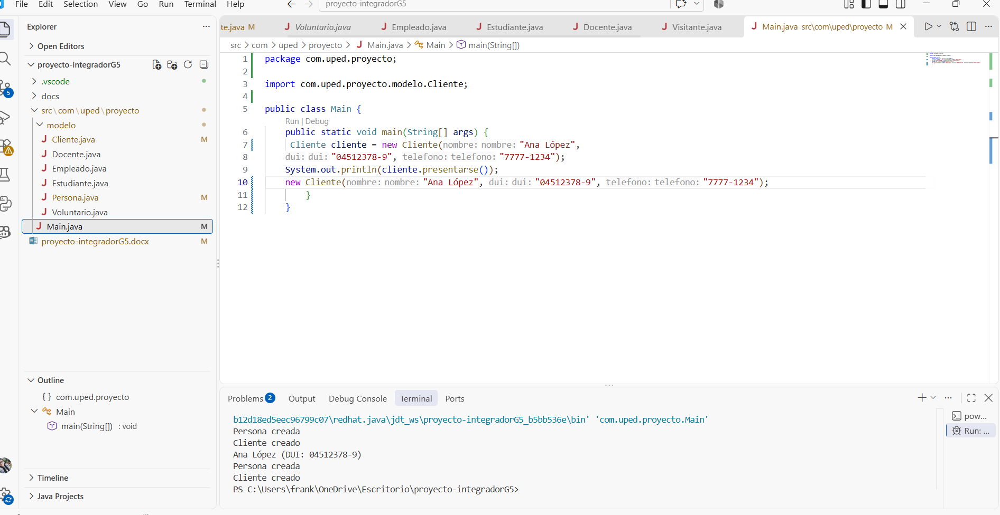 File Edit Selection View Go Run Terminal Help
proyecto-integradorG5
Explorer
Open Editors
proyecto-integradorG5
.vscode
docs
src\com\uped\proyecto
modelo
Cliente.java M
Docente.java
Empleado.java
Estudiante.java
Persona.java M
Voluntario.java
Main.java M
proyecto-integradorG5.docx M
5
Outline
{ } com.uped.proyecto
Main
main(String[]) : void
Timeline
Java Projects
te.java M Voluntario.java Empleado.java Estudiante.java Docente.java Visitante.java Main.java src\com\uped\proyecto M
src > com > uped > proyecto > Main.java > Main > main(String[])
1 package com.uped.proyecto;
2
3 import com.uped.proyecto.modelo.Cliente;
4
5 public class Main {
Run | Debug
6 public static void main(String[] args) {
7 Cliente cliente = new Cliente(nombre: nombre: "Ana López",
8 dui: dui: "04512378-9", telefono: telefono: "7777-1234");
9 System.out.println(cliente.presentarse());
10 new Cliente(nombre: nombre: "Ana López", dui: dui: "04512378-9", telefono: telefono: "7777-1234");
11 }
12 }
Problems 2 Output Debug Console Terminal Ports
b12d18ed5eec96799c07\redhat.java\jdt_ws\proyecto-integradorG5_b5bb536e\bin' 'com.uped.proyecto.Main'
Persona creada
Cliente creado
Ana López (DUI: 04512378-9)
Persona creada
Cliente creado
PS C:\Users\frank\OneDrive\Escritorio\proyecto-integradorG5>
pow...
Run: ...